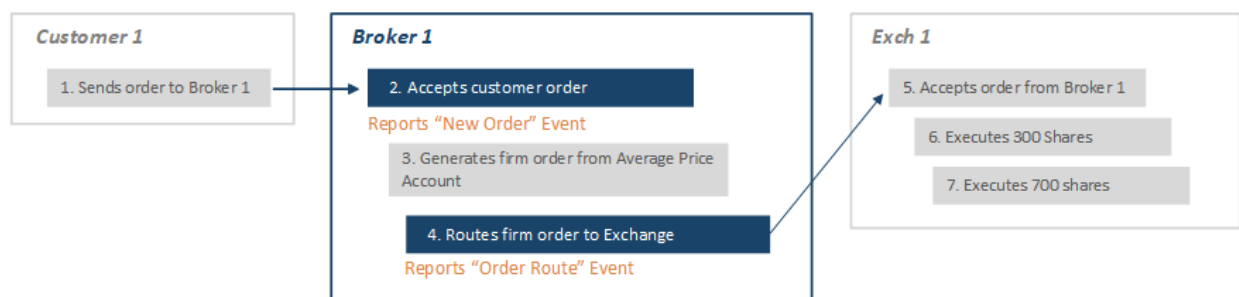 Customer 1
1. Sends order to Broker 1
Broker 1
2. Accepts customer order
Reports “New Order” Event
3. Generates firm order from Average Price
Account
4. Routes firm order to Exchange
Reports “Order Route” Event
Exch 1
5. Accepts order from Broker 1
6. Executes 300 Shares
7. Executes 700 shares